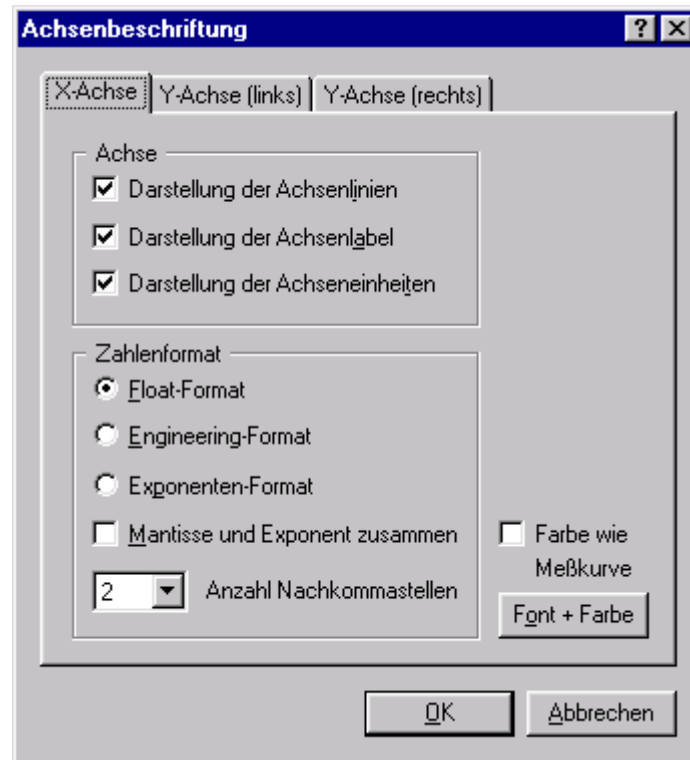 Achsenbeschriftung
X-Achse Y-Achse (links) Y-Achse (rechts)
Achse
Darstellung der Achsenlinien
Darstellung der Achsenlabel
Darstellung der Achseneinheiten
Zahlenformat
Float-Format
Engineering-Format
Exponenten-Format
Mantisse und Exponent zusammen
Farbe wie
Meßkurve
2 Anzahl Nachkommastellen
Font + Farbe
OK Abbrechen